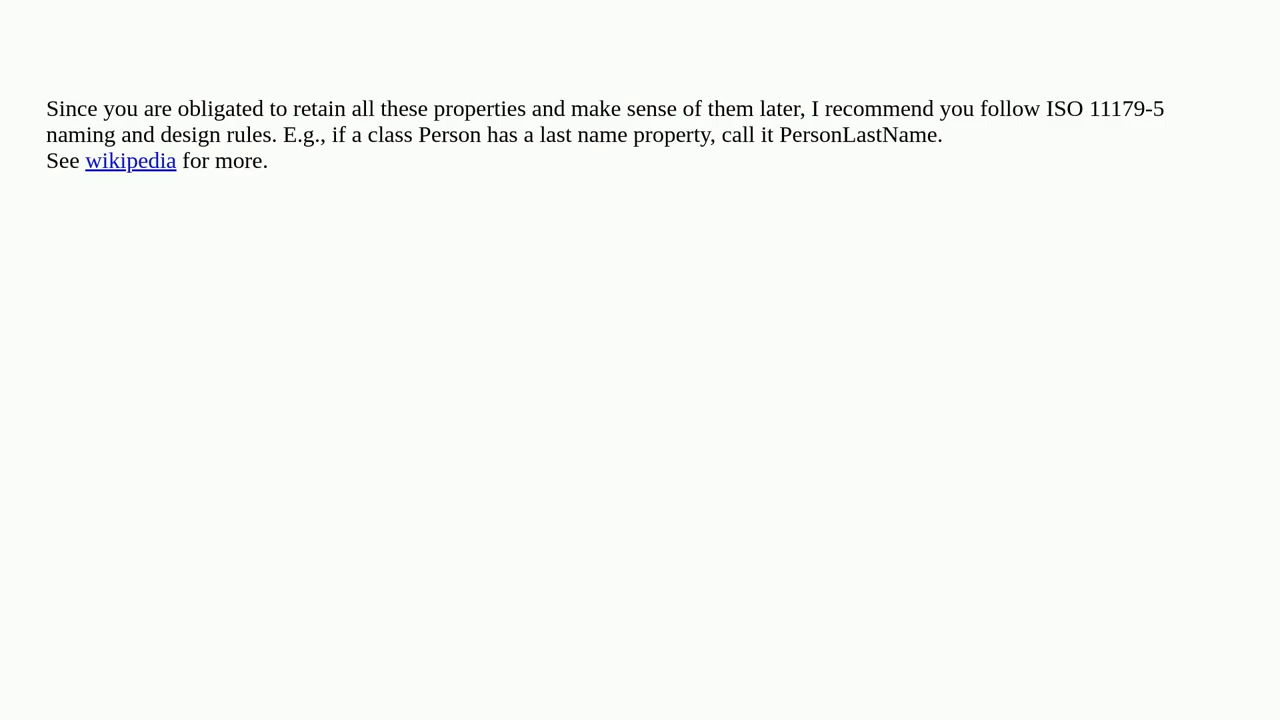 Since you are obligated to retain all these properties and make sense of them later, I recommend you follow ISO 11179-5
naming and design rules. E.g., if a class Person has a last name property, call it PersonLastName.
See wikipedia for more.